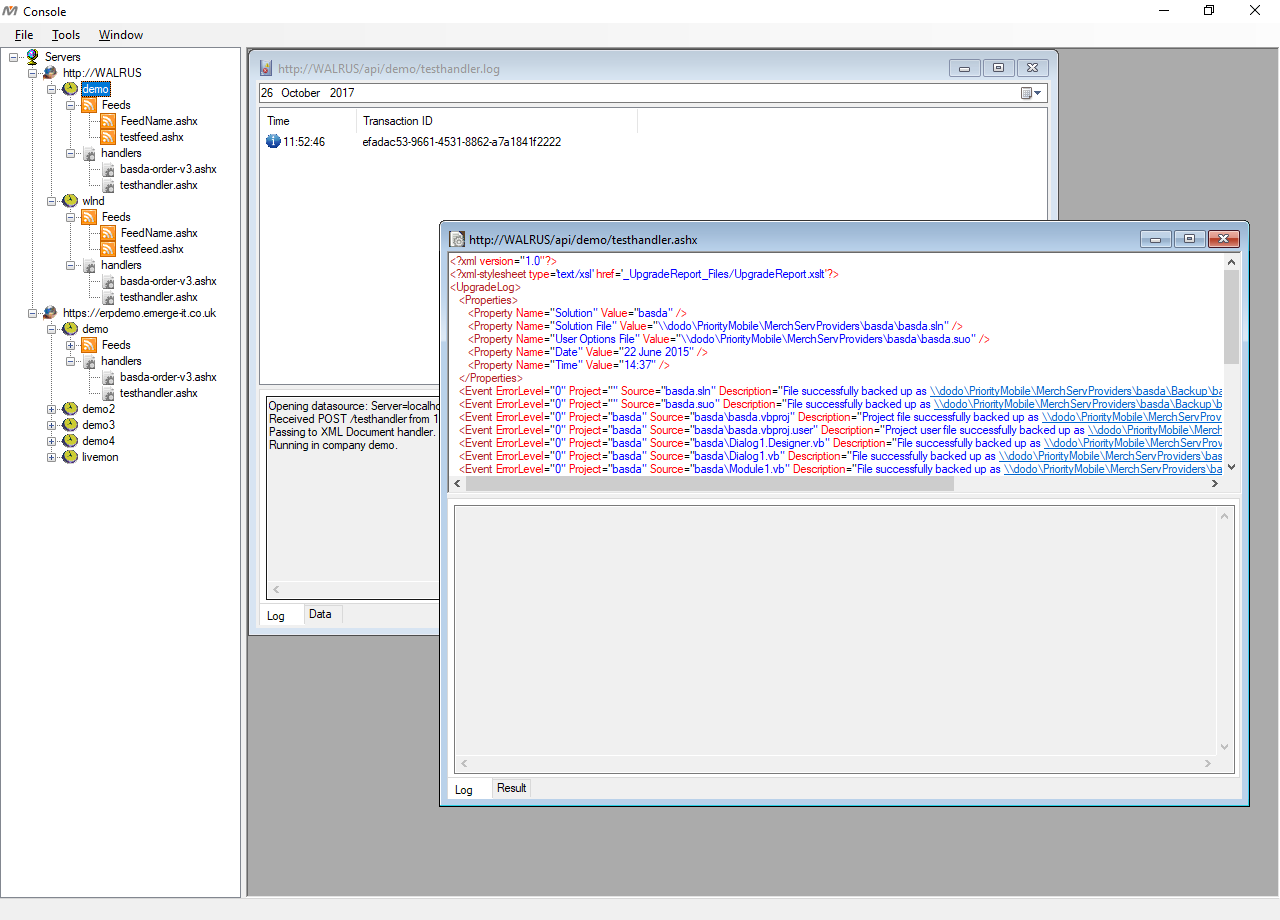 Console
File Tools Window
Servers
http://WALRUS
demo
Feeds
FeedName.ashx
testfeed.ashx
handlers
basda-order-v3.ashx
testhandler.ashx
wlnd
Feeds
FeedName.ashx
testfeed.ashx
handlers
basda-order-v3.ashx
testhandler.ashx
https://erpdemo.emerge-it.co.uk
demo
Feeds
handlers
basda-order-v3.ashx
testhandler.ashx
demo2
demo3
demo4
livemon
http://WALRUS/api/demo/testhandler.log
26 October 2017
Time Transaction ID
11:52:46 efadac53-9661-4531-8862-a7a1841f2222
Opening datasource: Server=localho
Received POST /testhandler from 1
Passing to XML Document handler.
Running in company demo.
Log Data
http://WALRUS/api/demo/testhandler.ashx
<?xml version="1.0"?>
<?xml-stylesheet type='text/xsl' href='_UpgradeReport_Files/UpgradeReport.xslt'?>
<UpgradeLog>
<Properties>
<Property Name="Solution" Value="basda" />
<Property Name="Solution File" Value="\\dodo\PriorityMobile\MerchServProviders\basda\basda.sln" />
<Property Name="User Options File" Value="\\dodo\PriorityMobile\MerchServProviders\basda\basda.suo" />
<Property Name="Date" Value="22 June 2015" />
<Property Name="Time" Value="14:37" />
</Properties>
<Event ErrorLevel="0" Project="" Source="basda.sln" Description="File successfully backed up as \\dodo\PriorityMobile\MerchServProviders\basda\Backup\ba
<Event ErrorLevel="0" Project="" Source="basda.suo" Description="File successfully backed up as \\dodo\PriorityMobile\MerchServProviders\basda\Backup\b
<Event ErrorLevel="0" Project="basda" Source="basda\basda.vbproj" Description="Project file successfully backed up as \\dodo\PriorityMobile\MerchServPro
<Event ErrorLevel="0" Project="basda" Source="basda\basda.vbproj.user" Description="Project user file successfully backed up as \\dodo\PriorityMobile\Merch
<Event ErrorLevel="0" Project="basda" Source="basda\Dialog1.Designer.vb" Description="File successfully backed up as \\dodo\PriorityMobile\MerchServProv
<Event ErrorLevel="0" Project="basda" Source="basda\Dialog1.vb" Description="File successfully backed up as \\dodo\PriorityMobile\MerchServProviders\bas
<Event ErrorLevel="0" Project="basda" Source="basda\Module1.vb" Description="File successfully backed up as \\dodo\PriorityMobile\MerchServProviders\ba
Log Result